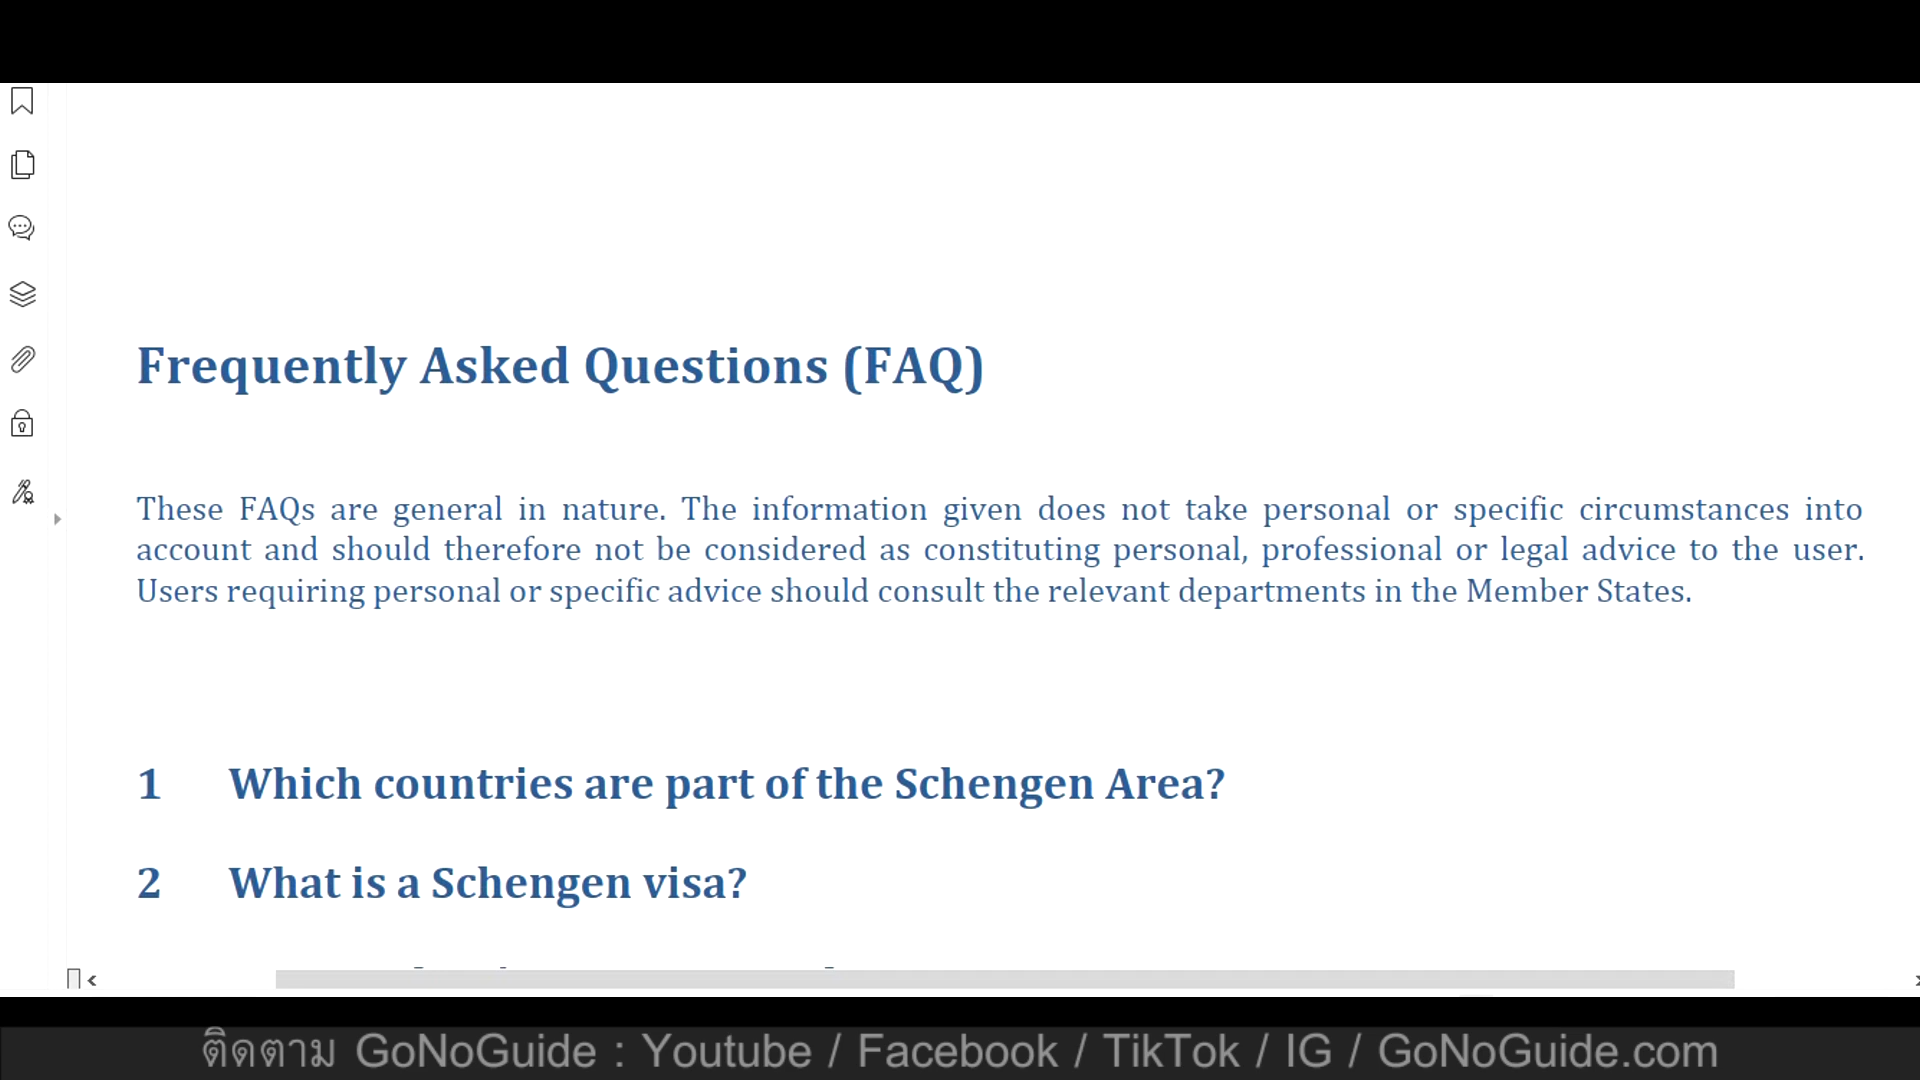 Frequently Asked Questions (FAQ)
These FAQs are general in nature. The information given does not take personal or specific circumstances into
account and should therefore not be considered as constituting personal, professional or legal advice to the user.
Users requiring personal or specific advice should consult the relevant departments in the Member States.
1 Which countries are part of the Schengen Area?
2 What is a Schengen visa?
ติดตาม GoNoGuide : Youtube / Facebook / TikTok / IG / GoNoGuide.com